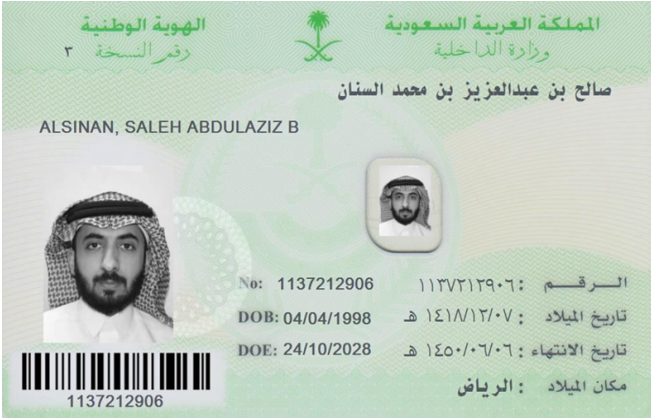 المملكة العربية السعودية
وزارة الداخلية
الهوية الوطنية
رقم النسخة ٣
صالح بن عبدالعزيز بن محمد السنان
ALSINAN, SALEH ABDULAZIZ B
الرقم : ١١٣٧٢١٢٩٠٦
No: 1137212906
تاريخ الميلاد : ١٤١٨/١٢/٠٧ هـ
DOB: 04/04/1998
تاريخ الانتهاء : ١٤٥٠/٠٦/٠٦ هـ
DOE: 24/10/2028
مكان الميلاد : الرياض
1137212906